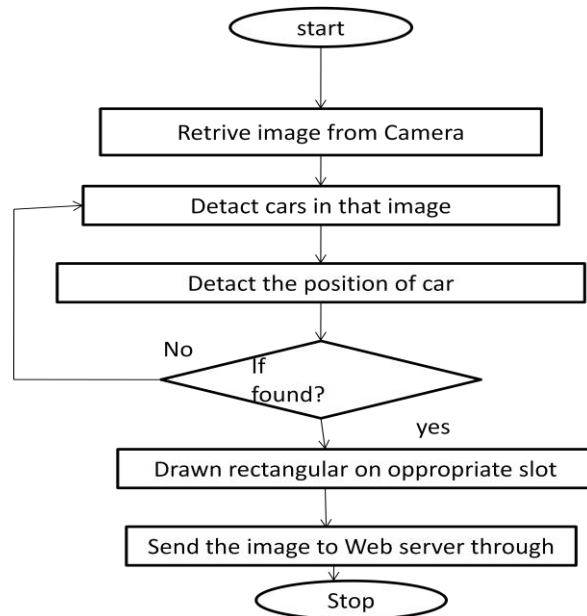 start
Retrive image from Camera
Detact cars in that image
Detact the position of car
No
If
found?
yes
Drawn rectangular on oppropriate slot
Send the image to Web server through
Stop